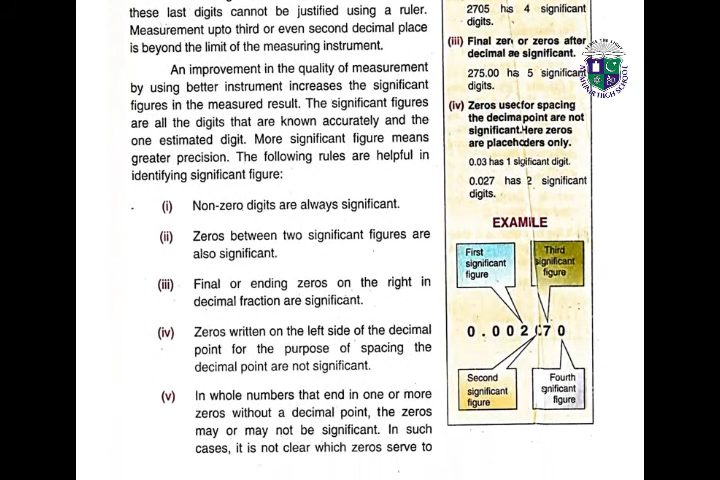 these last digits cannot be justified using a ruler.
Measurement upto third or even second decimal place
is beyond the limit of the measuring instrument.
An improvement in the quality of measurement
by using better instrument increases the significant
figures in the measured result. The significant figures
are all the digits that are known accurately and the
one estimated digit. More significant figure means
greater precision. The following rules are helpful in
identifying significant figure:
(i) Non-zero digits are always significant.
(ii) Zeros between two significant figures are
also significant.
(iii) Final or ending zeros on the right in
decimal fraction are significant.
(iv) Zeros written on the left side of the decimal
point for the purpose of spacing the
decimal point are not significant.
(v) In whole numbers that end in one or more
zeros without a decimal point, the zeros
may or may not be significant. In such
cases, it is not clear which zeros serve to
2705 has 4 significant
digits.
(iii) Final zero or zeros after
decimal are significant.
275.00 has 5 significant
digits.
(iv) Zeros used for spacing
the decimal point are not
significant. Here zeros
are placeholders only.
0.03 has 1 significant digit.
0.027 has 2 significant
digits.
EXAMPLE
First
significant
figure
Third
significant
figure
0.002070
Second
significant
figure
Fourth
significant
figure
HIGH SCHOOL